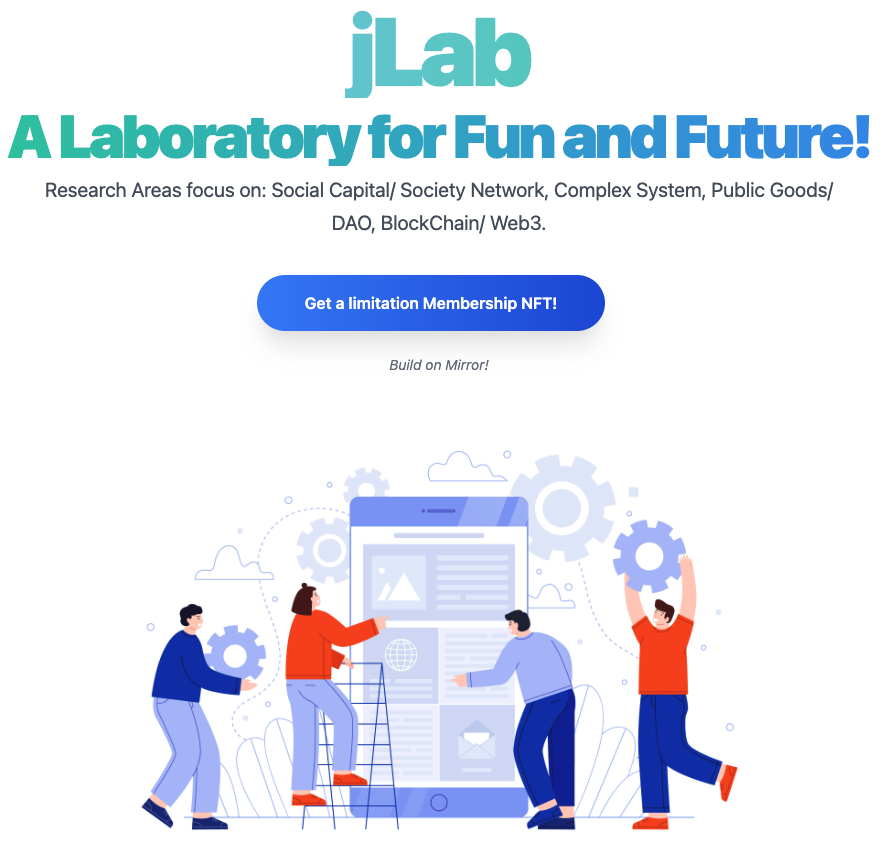 jLab
A Laboratory for Fun and Future!
Research Areas focus on: Social Capital/ Society Network, Complex System, Public Goods/
DAO, BlockChain/ Web3.
Get a limitation Membership NFT!
Build on Mirror!